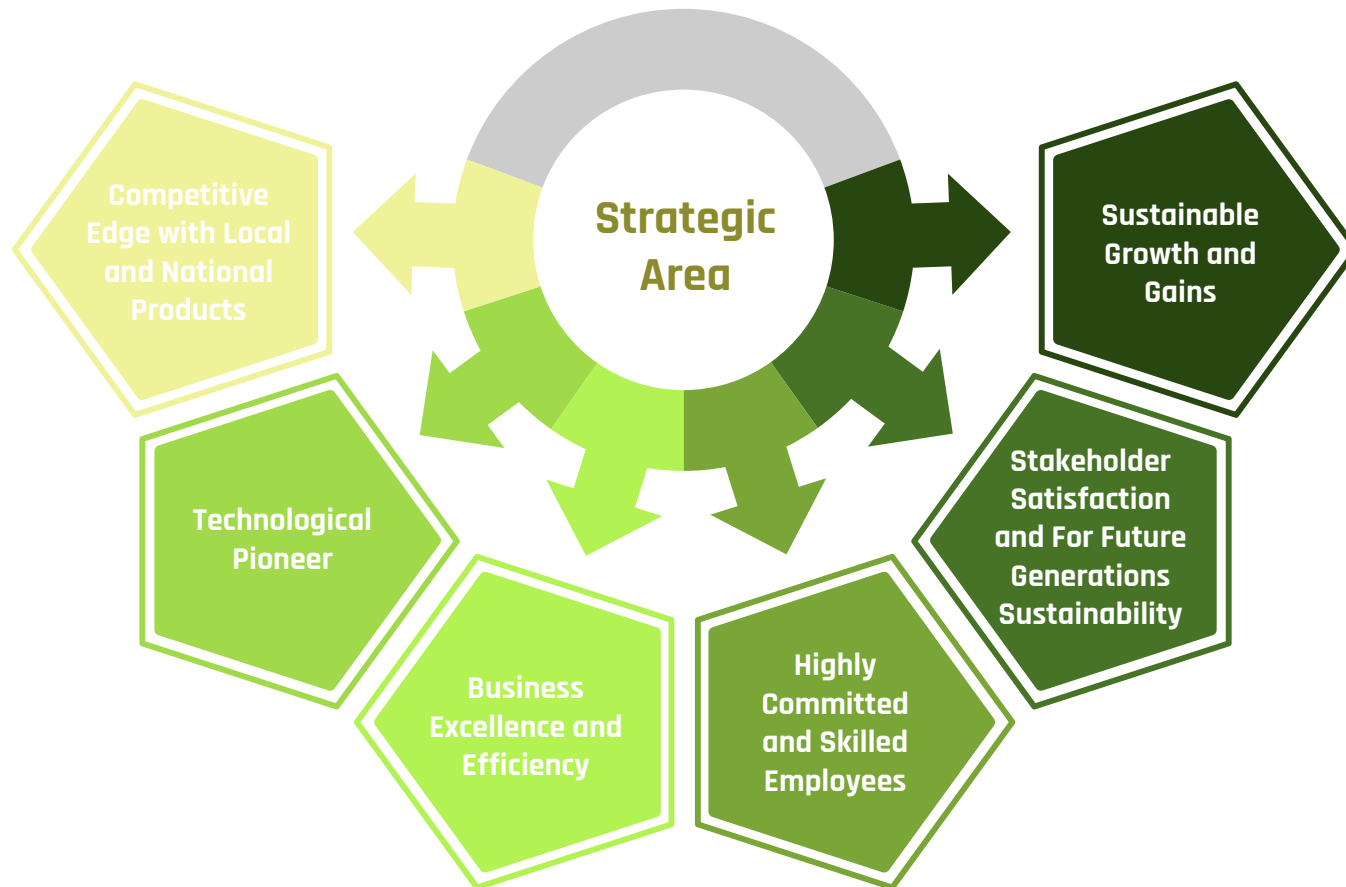 Strategic
Area
Competitive
Edge with Local
and National
Products
Technological
Pioneer
Business
Excellence and
Efficiency
Highly
Committed
and Skilled
Employees
Stakeholder
Satisfaction
and For Future
Generations
Sustainability
Sustainable
Growth and
Gains